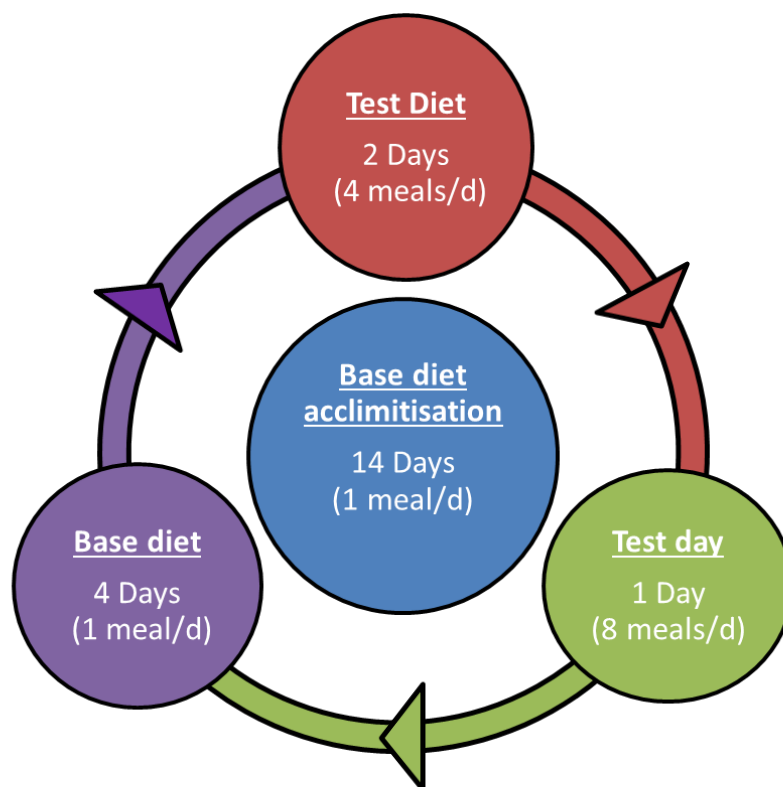 Test Diet
2 Days
(4 meals/d)
Base diet
acclimitisation
14 Days
(1 meal/d)
Base diet
4 Days
(1 meal/d)
Test day
1 Day
(8 meals/d)